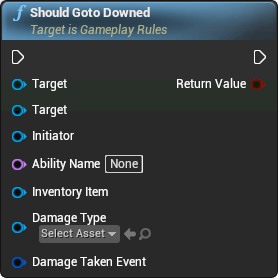 Should Goto Downed
Target is Gameplay Rules
Target Return Value
Target
Initiator
Ability Name None
Inventory Item
Damage Type
Select Asset
Damage Taken Event